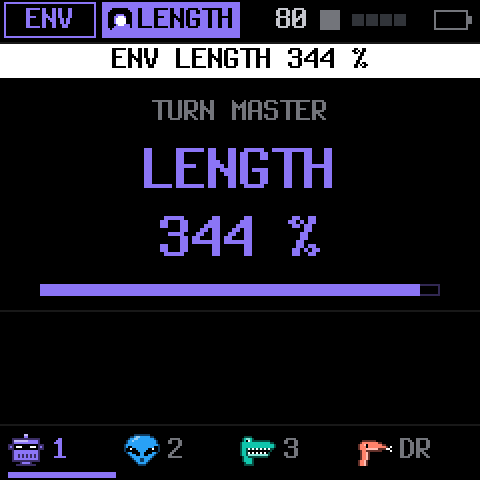 ENV LENGTH 80
ENV LENGTH 344 %
TURN MASTER
LENGTH
344 %
1 2 3 DR